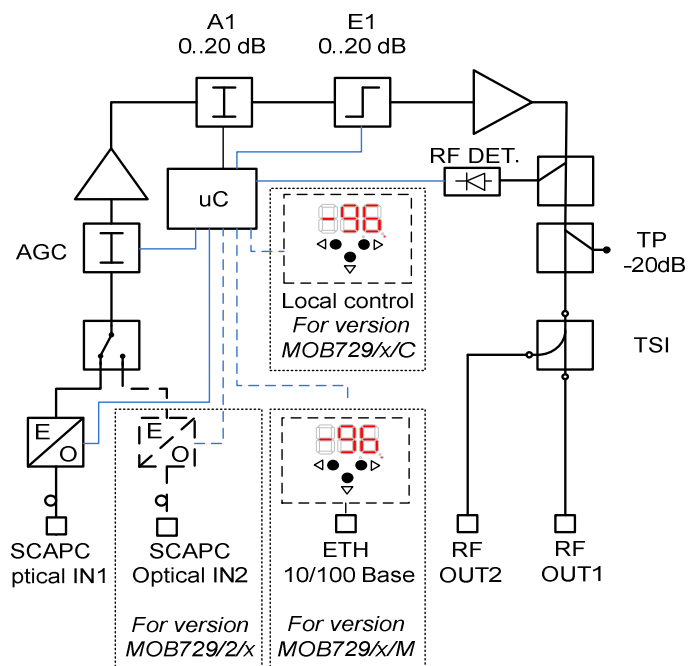 A1
0..20 dB
E1
0..20 dB
RF DET.
uC
-96
AGC
TP
-20dB
Local control
For version
MOB729/x/C
TSI
E
O
E
O
-96
SCAPC
ptical IN1
SCAPC
Optical IN2
ETH
10/100 Base
RF
OUT2
RF
OUT1
For version
MOB729/2/x
For version
MOB729/x/M